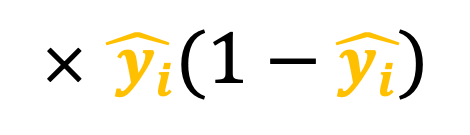 × ŷᵢ(1 − ŷᵢ)